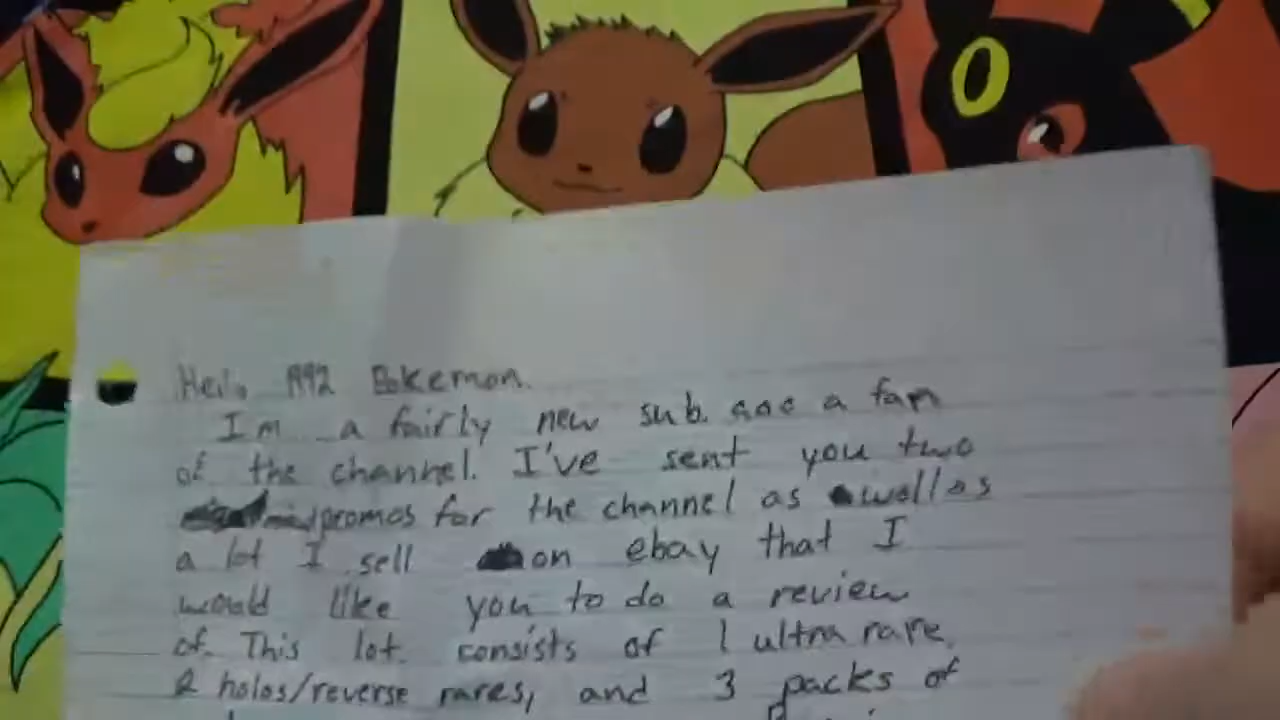 Hello 1992 Pokemon.
I'm a fairly new sub. and a fan
of the channel. I've sent you two
promos for the channel as well as
a lot I sell on ebay that I
would like you to do a review
of. This lot consists of 1 ultra rare,
2 holos/reverse rares, and 3 packs of